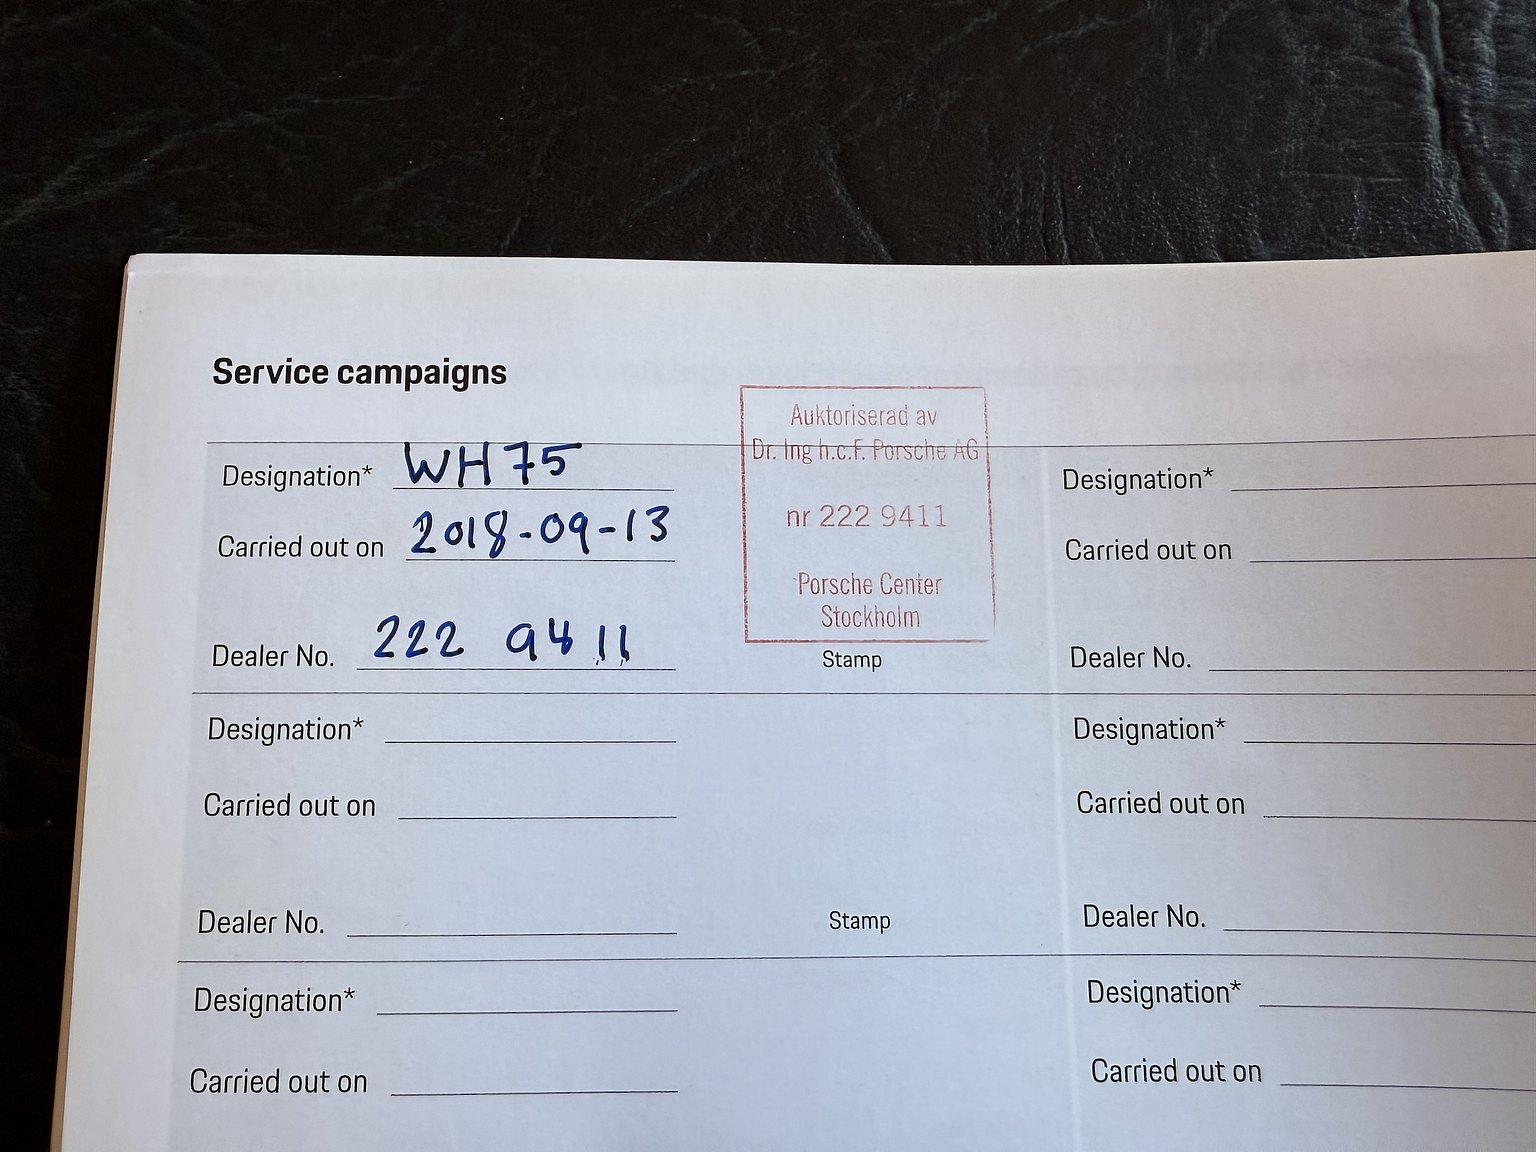 Service campaigns
Designation* WH75
Carried out on 2018-09-13
Dealer No. 222 9411
Auktoriserad av
Dr. Ing h.c.F. Porsche AG
nr 222 9411
Porsche Center
Stockholm
Stamp
Designation*
Carried out on
Dealer No.
Designation*
Carried out on
Dealer No.
Stamp
Designation*
Carried out on
Dealer No.
Designation*
Carried out on
Designation*
Carried out on